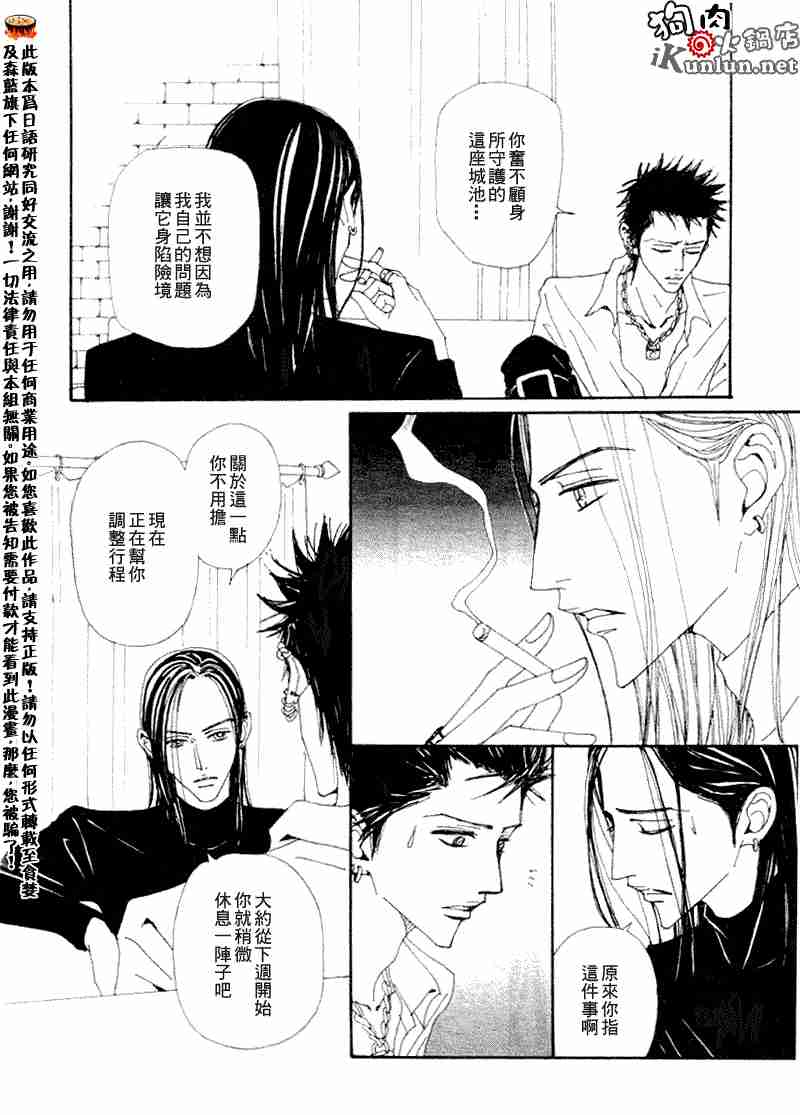 狗肉
火鍋店
iKunlun.net
你奮不顧身
所守護的
這座城池…
我並不想因為
我自己的問題
讓它身陷險境
關於這一點
你不用擔
現在
正在幫你
調整行程
原來你指
這件事啊
大約從下週開始
你就稍微
休息一陣子吧
此版本爲日語研究同好交流之用，請勿用于任何商業用途。如您喜歡此作品，請支持正版！請勿以任何形式轉載至貪婪
及森藍旗下任何網站，謝謝！一切法律責任與本組無關。如果您被告知需要付款才能看到此漫畫，那麼，您被騙了！